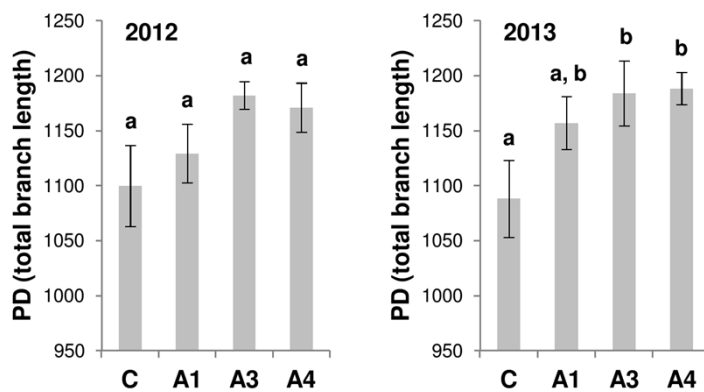 2012
PD (total branch length)
1250
1200
1150
1100
1050
1000
950
a
a
a
a
C
A1
A3
A4
2013
PD (total branch length)
1250
1200
1150
1100
1050
1000
950
a
a, b
b
b
C
A1
A3
A4